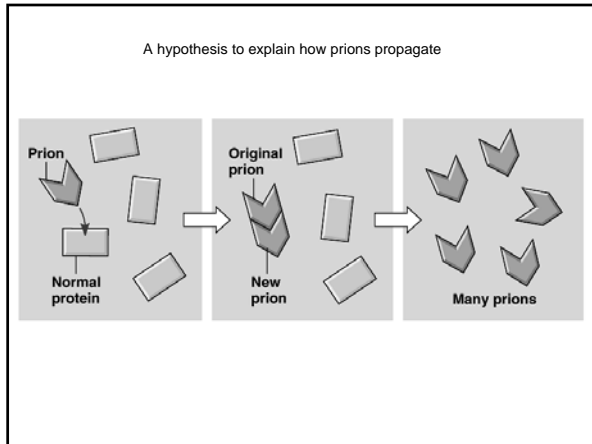 A hypothesis to explain how prions propagate
Prion
Normal
protein
Original
prion
New
prion
Many prions